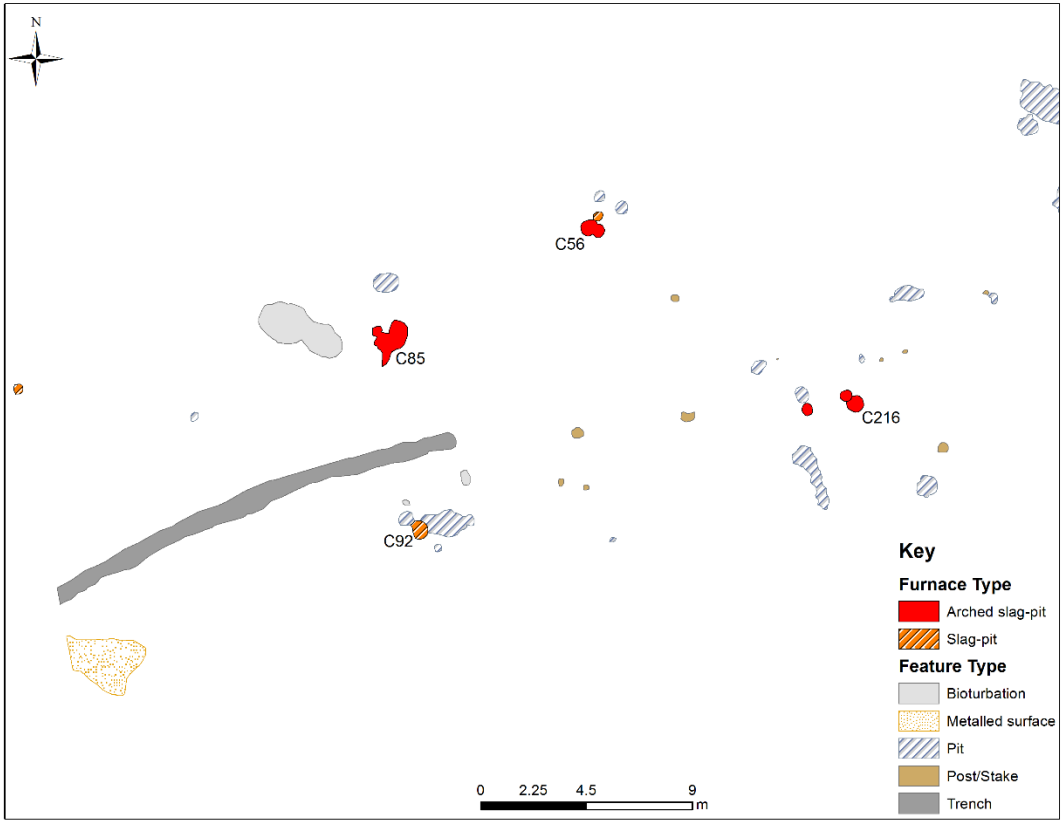 N
C56
C85
C216
C92
Key
Furnace Type
Arched slag-pit
Slag-pit
Feature Type
Bioturbation
Metalled surface
Pit
Post/Stake
Trench
0 2.25 4.5 9
m